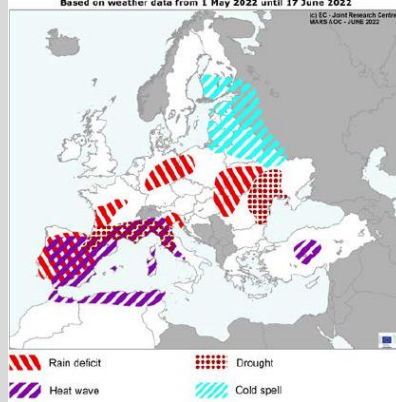 Based on weather data from 1 May 2022 until 17 June 2022
(c) EC - Joint Research Centre
MARS AOC - JUNE 2022
Rain deficit
Drought
Heat wave
Cold spell